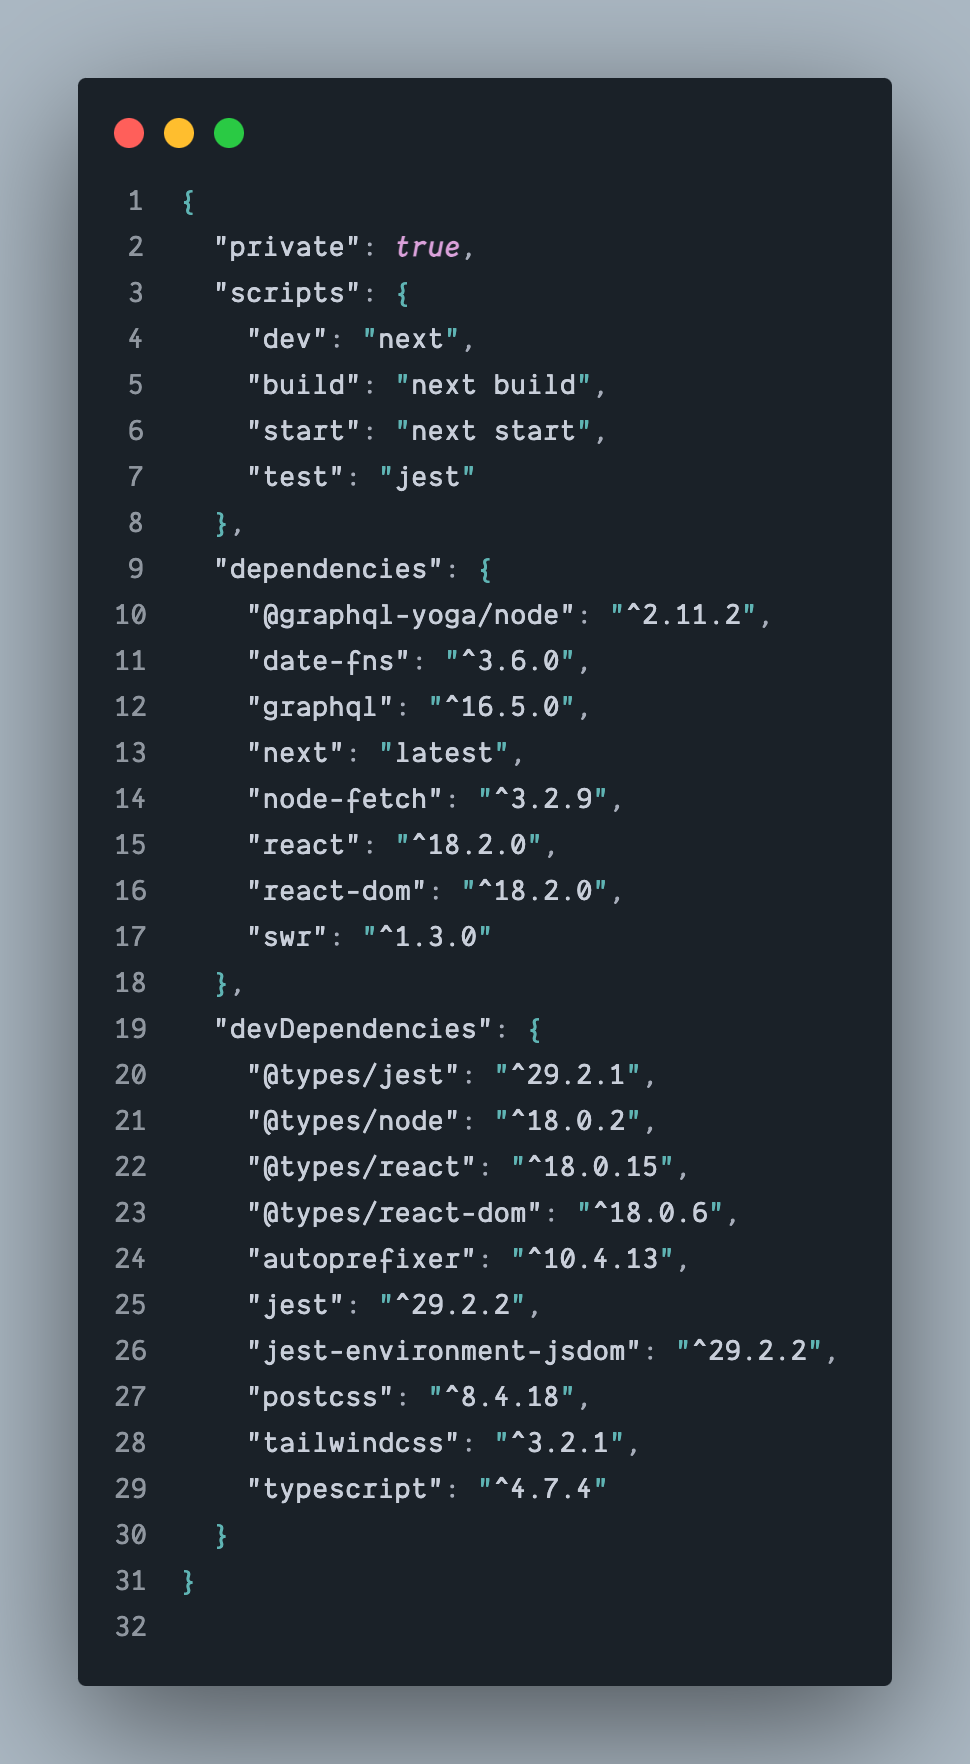 1 {
2   "private": true,
3   "scripts": {
4     "dev": "next",
5     "build": "next build",
6     "start": "next start",
7     "test": "jest"
8   },
9   "dependencies": {
10     "@graphql-yoga/node": "^2.11.2",
11     "date-fns": "^3.6.0",
12     "graphql": "^16.5.0",
13     "next": "latest",
14     "node-fetch": "^3.2.9",
15     "react": "^18.2.0",
16     "react-dom": "^18.2.0",
17     "swr": "^1.3.0"
18   },
19   "devDependencies": {
20     "@types/jest": "^29.2.1",
21     "@types/node": "^18.0.2",
22     "@types/react": "^18.0.15",
23     "@types/react-dom": "^18.0.6",
24     "autoprefixer": "^10.4.13",
25     "jest": "^29.2.2",
26     "jest-environment-jsdom": "^29.2.2",
27     "postcss": "^8.4.18",
28     "tailwindcss": "^3.2.1",
29     "typescript": "^4.7.4"
30   }
31 }
32